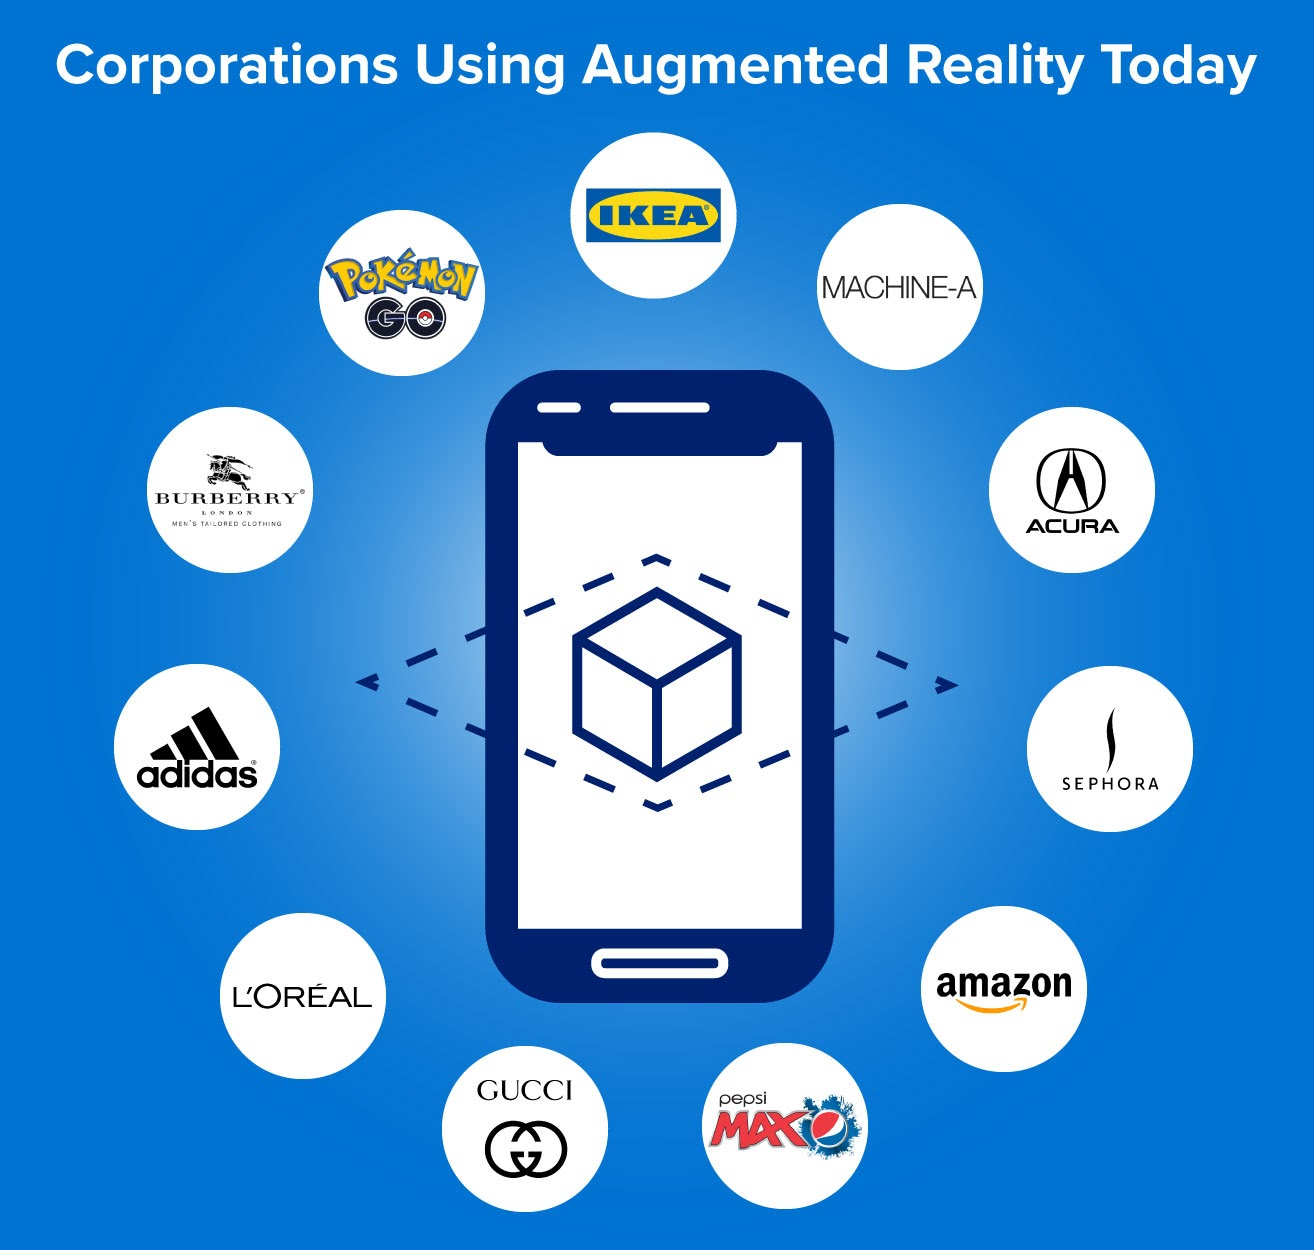 Corporations Using Augmented Reality Today
IKEA®
POKÉMON
GO
MACHINE-A
BURBERRY®
LONDON
MEN'S TAILORED CLOTHING
ACURA
adidas®
SEPHORA
L'ORÉAL
amazon
GUCCI
pepsi
MAX